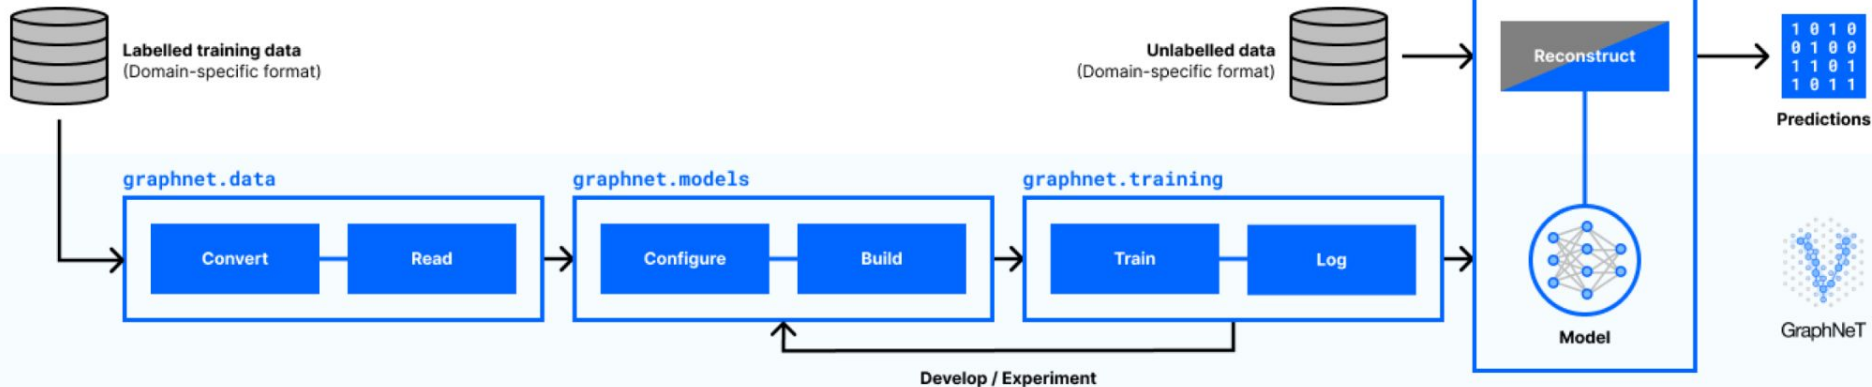 Labelled training data
(Domain-specific format)
Unlabelled data
(Domain-specific format)
Reconstruct
1 0 1 0
0 1 0 0
1 1 0 1
1 0 1 1
Predictions
graphnet.data
Convert
Read
graphnet.models
Configure
Build
graphnet.training
Train
Log
Model
GraphNeT
Develop / Experiment